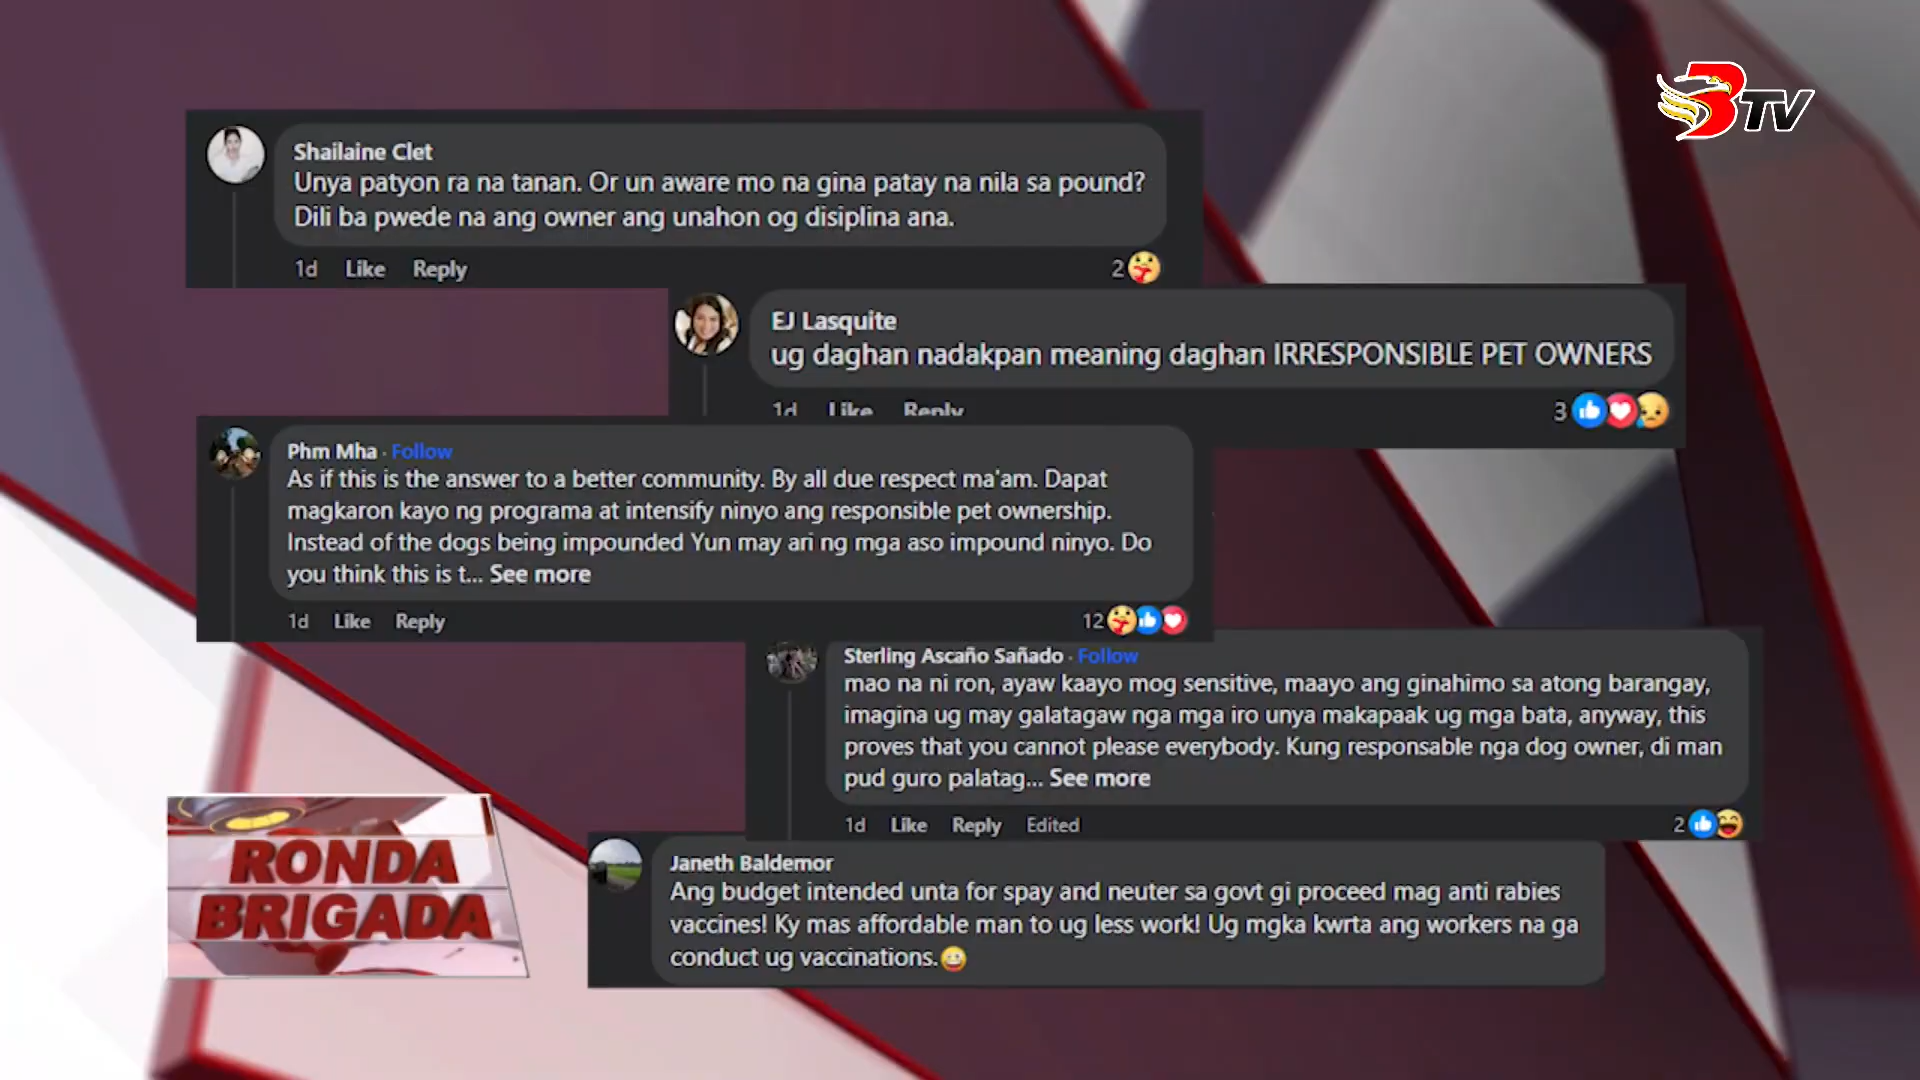 BTV
Shailaine Clet
Unya patyon ra na tanan. Or un aware mo na gina patay na nila sa pound?
Dili ba pwede na ang owner ang unahon og disiplina ana.
1d Like Reply 2
EJ Lasquite
ug daghan nadakpan meaning daghan IRRESPONSIBLE PET OWNERS
1d Like Reply 3
Phm Mha · Follow
As if this is the answer to a better community. By all due respect ma'am. Dapat
magkaron kayo ng programa at intensify ninyo ang responsible pet ownership.
Instead of the dogs being impounded Yun may ari ng mga aso impound ninyo. Do
you think this is t... See more
1d Like Reply 12
Sterling Ascaño Sañado · Follow
mao na ni ron, ayaw kaayo mog sensitive, maayo ang ginahimo sa atong barangay,
imagina ug may galatagaw nga mga iro unya makapaak ug mga bata, anyway, this
proves that you cannot please everybody. Kung responsable nga dog owner, di man
pud guro palatag... See more
1d Like Reply Edited 2
Janeth Baldemor
Ang budget intended unta for spay and neuter sa govt gi proceed mag anti rabies
vaccines! Ky mas affordable man to ug less work! Ug mgka kwrta ang workers na ga
conduct ug vaccinations.😀
RONDA
BRIGADA